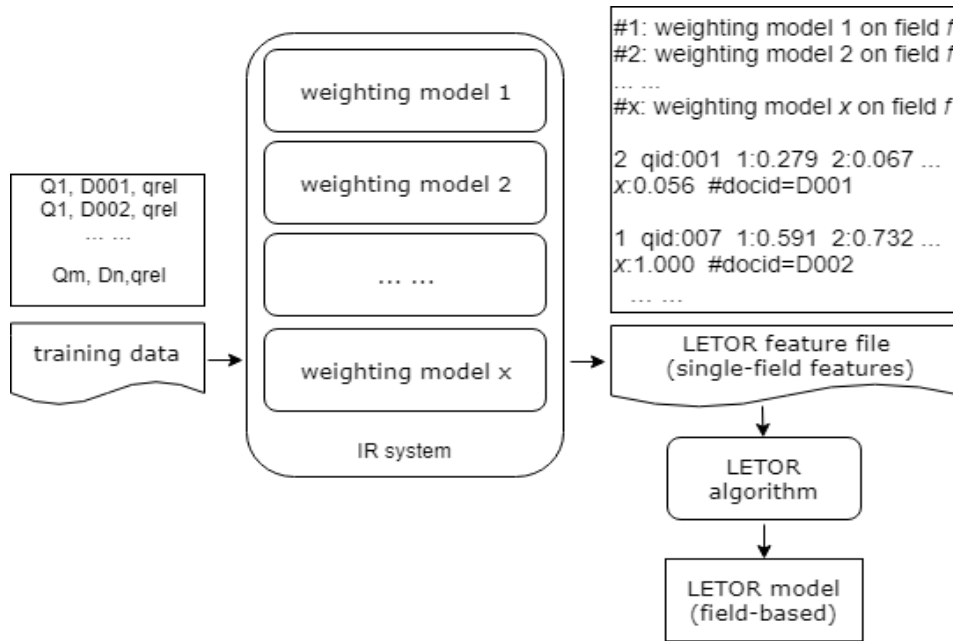 Q1, D001, qrel
Q1, D002, qrel
... ...
Qm, Dn,qrel
training data
weighting model 1
weighting model 2
... ...
weighting model x
IR system
#1: weighting model 1 on field f
#2: weighting model 2 on field f
... ...
#x: weighting model x on field f
2 qid:001 1:0.279 2:0.067 ...
x:0.056 #docid=D001
1 qid:007 1:0.591 2:0.732 ...
x:1.000 #docid=D002
... ...
LETOR feature file
(single-field features)
LETOR
algorithm
LETOR model
(field-based)